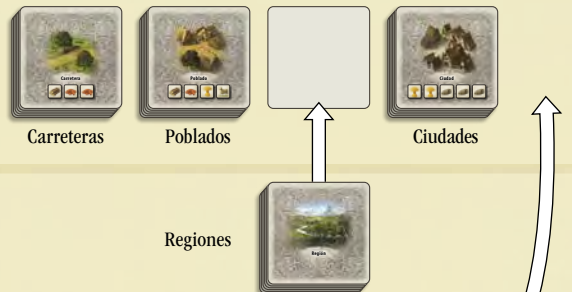 Carretera
Poblado
Ciudad
Carreteras
Poblados
Ciudades
Regiones
Región